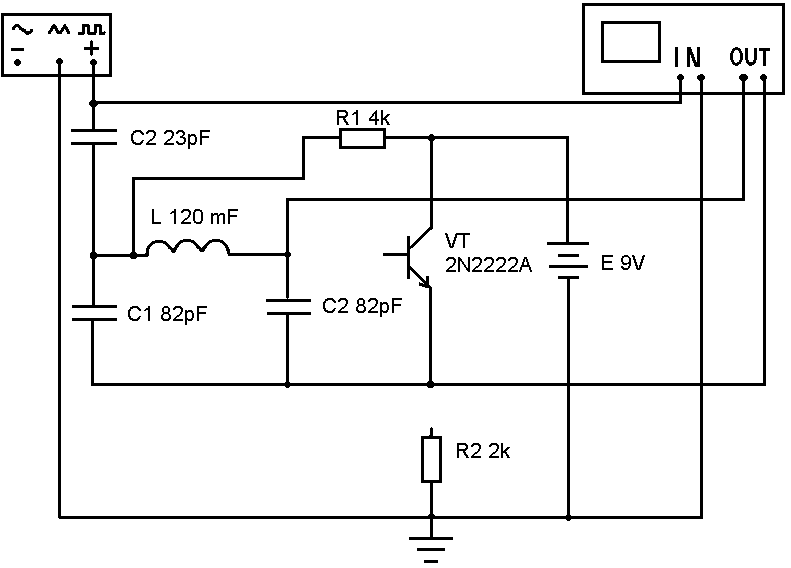 − +
IN OUT
R1 4k
C2 23pF
L 120 mF
VT
2N2222A
E 9V
C1 82pF
C2 82pF
R2 2k